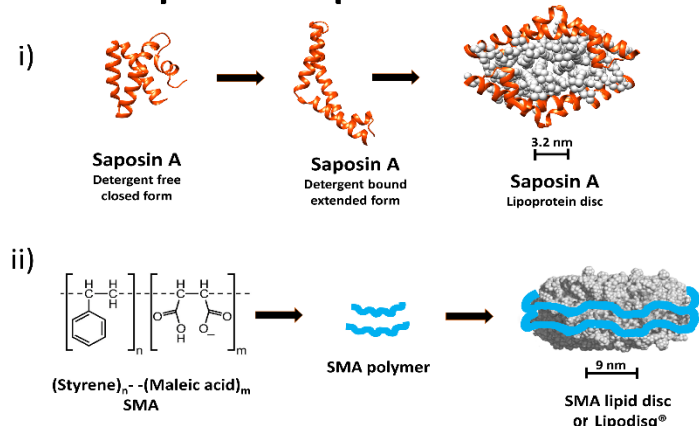 i)
Saposin A
Detergent free
closed form
Saposin A
Detergent bound
extended form
3.2 nm
Saposin A
Lipoprotein disc
ii)
H H
C C
n
H H
C C
O O
O O⁻
H
m
(Styrene)n- -(Maleic acid)m
SMA
SMA polymer
9 nm
SMA lipid disc
or Lipodisq®